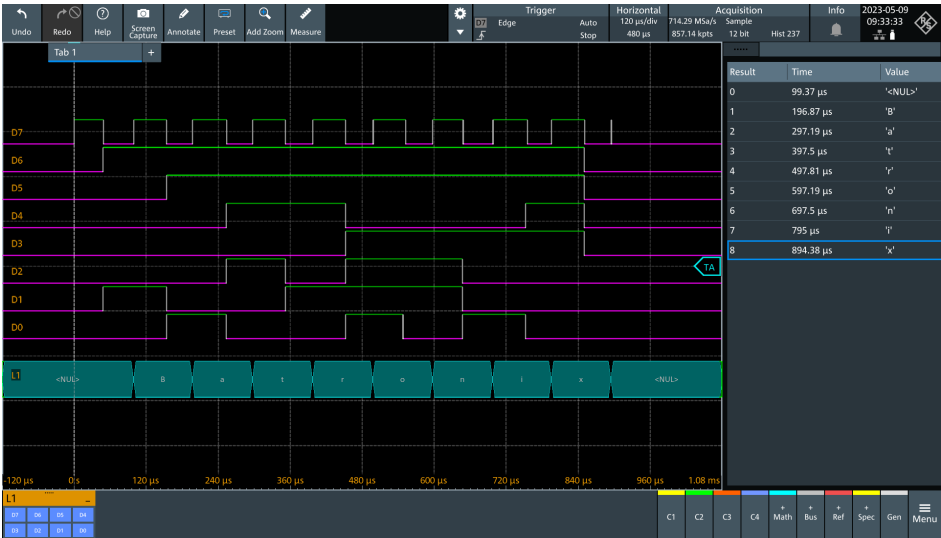 Undo Redo Help Screen Capture Annotate Preset Add Zoom Measure
Trigger
D7 Edge Auto
Stop
Horizontal
120 µs/div
480 µs
Acquisition
714.29 MSa/s Sample
857.14 kpts 12 bit Hist 237
Info
2023-05-09
09:33:33
R&S
Tab 1 +
Result Time Value
0 99.37 µs '<NUL>'
1 196.87 µs 'B'
2 297.19 µs 'a'
3 397.5 µs 't'
4 497.81 µs 'r'
5 597.19 µs 'o'
6 697.5 µs 'n'
7 795 µs 'i'
8 894.38 µs 'x'
D7
D6
D5
D4
D3
D2
TA
D1
D0
L1 <NUL> B a t r o n i x <NUL>
-120 µs 0 s 120 µs 240 µs 360 µs 480 µs 600 µs 720 µs 840 µs 960 µs 1.08 ms
L1
D7 D6 D5 D4
D3 D2 D1 D0
C1 C2 C3 C4 + Math + Bus + Ref + Spec Gen Menu